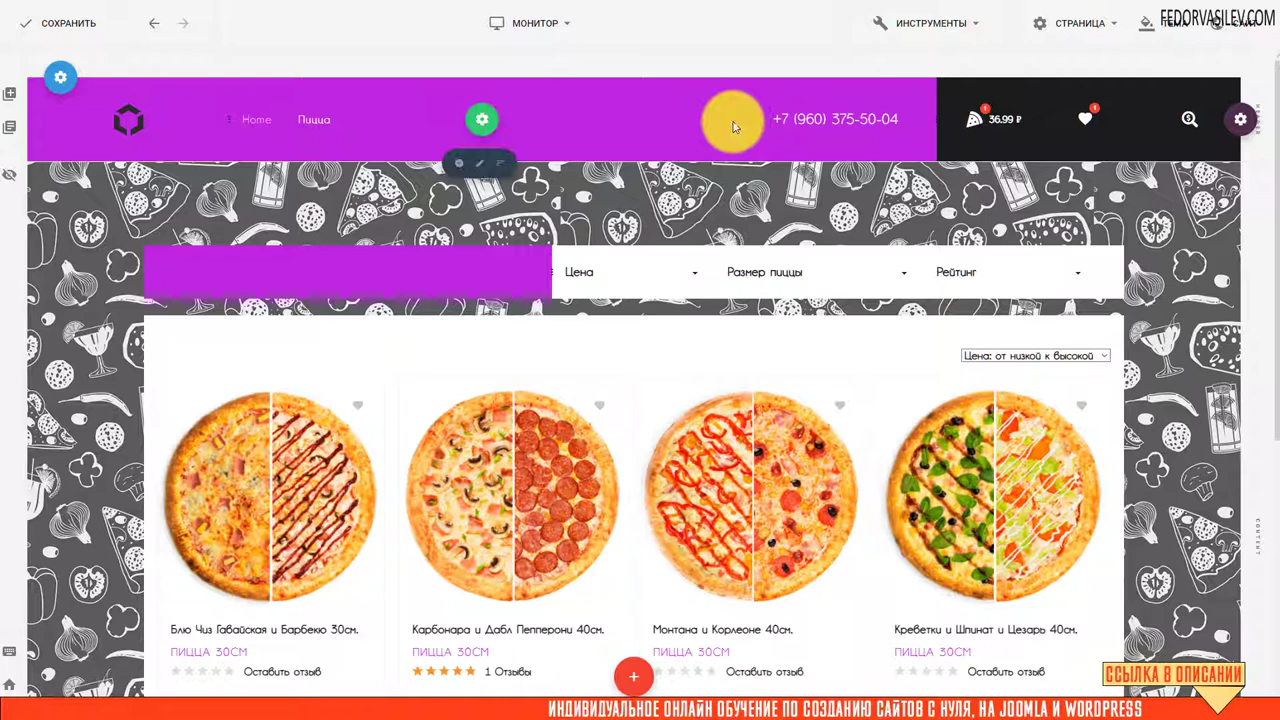 СОХРАНИТЬ
МОНИТОР
ИНСТРУМЕНТЫ
СТРАНИЦА
FEDORVASILEV.COM
Home
Пицца
+7 (960) 375-50-04
1
36.99 ₽
1
Цена
Размер пиццы
Рейтинг
Цена: от низкой к высокой
Блю Чиз Гавайская и Барбекю 30см.
ПИЦЦА 30СМ
Оставить отзыв
Карбонара и Дабл Пепперони 40см.
ПИЦЦА 30СМ
1 Отзывы
Монтана и Корлеоне 40см.
ПИЦЦА 30СМ
Оставить отзыв
Креветки и Шпинат и Цезарь 40см.
ПИЦЦА 30СМ
Оставить отзыв
CONTENT
ССЫЛКА В ОПИСАНИИ
ИНДИВИДУАЛЬНОЕ ОНЛАЙН ОБУЧЕНИЕ ПО СОЗДАНИЮ САЙТОВ С НУЛЯ, НА JOOMLA И WORDPRESS